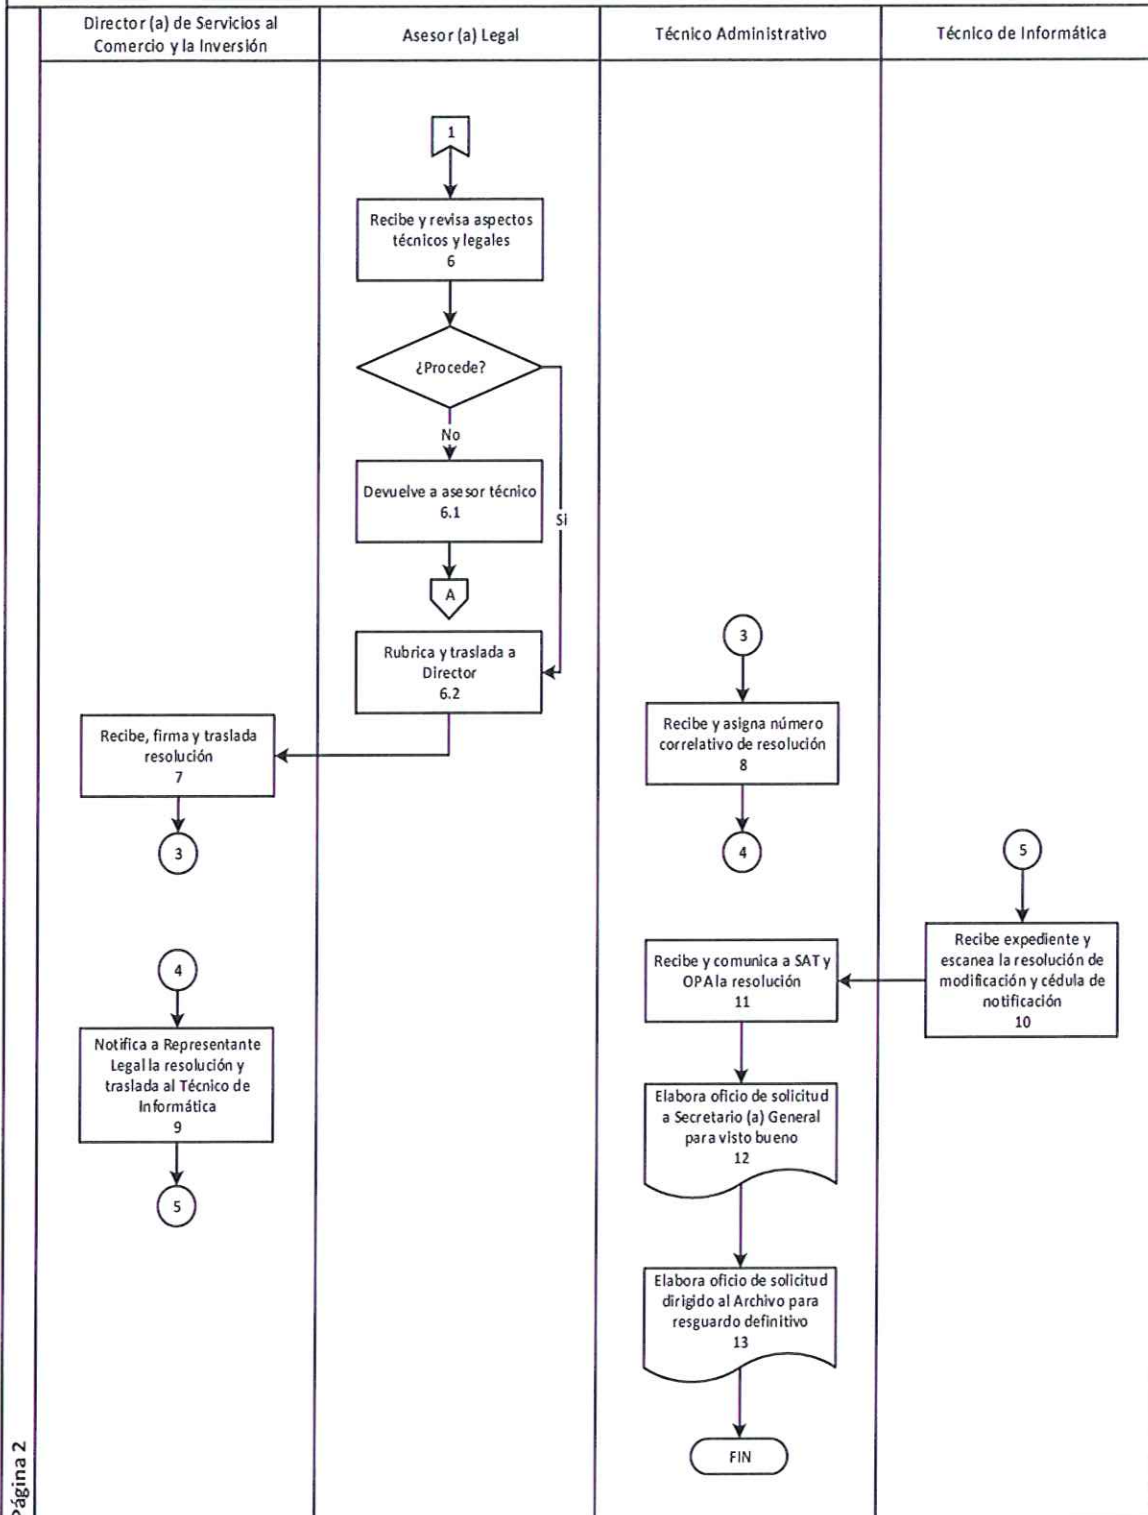 Director (a) de Servicios al
Comercio y la Inversión
Asesor (a) Legal
Técnico Administrativo
Técnico de Informática
1
Recibe y revisa aspectos
técnicos y legales
6
¿Procede?
No
Si
Devuelve a asesor técnico
6.1
A
Rubrica y traslada a
Director
6.2
Recibe, firma y traslada
resolución
7
3
3
Recibe y asigna número
correlativo de resolución
8
4
4
Notifica a Representante
Legal la resolución y
traslada al Técnico de
Informática
9
5
5
Recibe expediente y
escanea la resolución de
modificación y cédula de
notificación
10
Recibe y comunica a SAT y
OPA la resolución
11
Elabora oficio de solicitud
a Secretario (a) General
para visto bueno
12
Elabora oficio de solicitud
dirigido al Archivo para
resguardo definitivo
13
FIN
Página 2